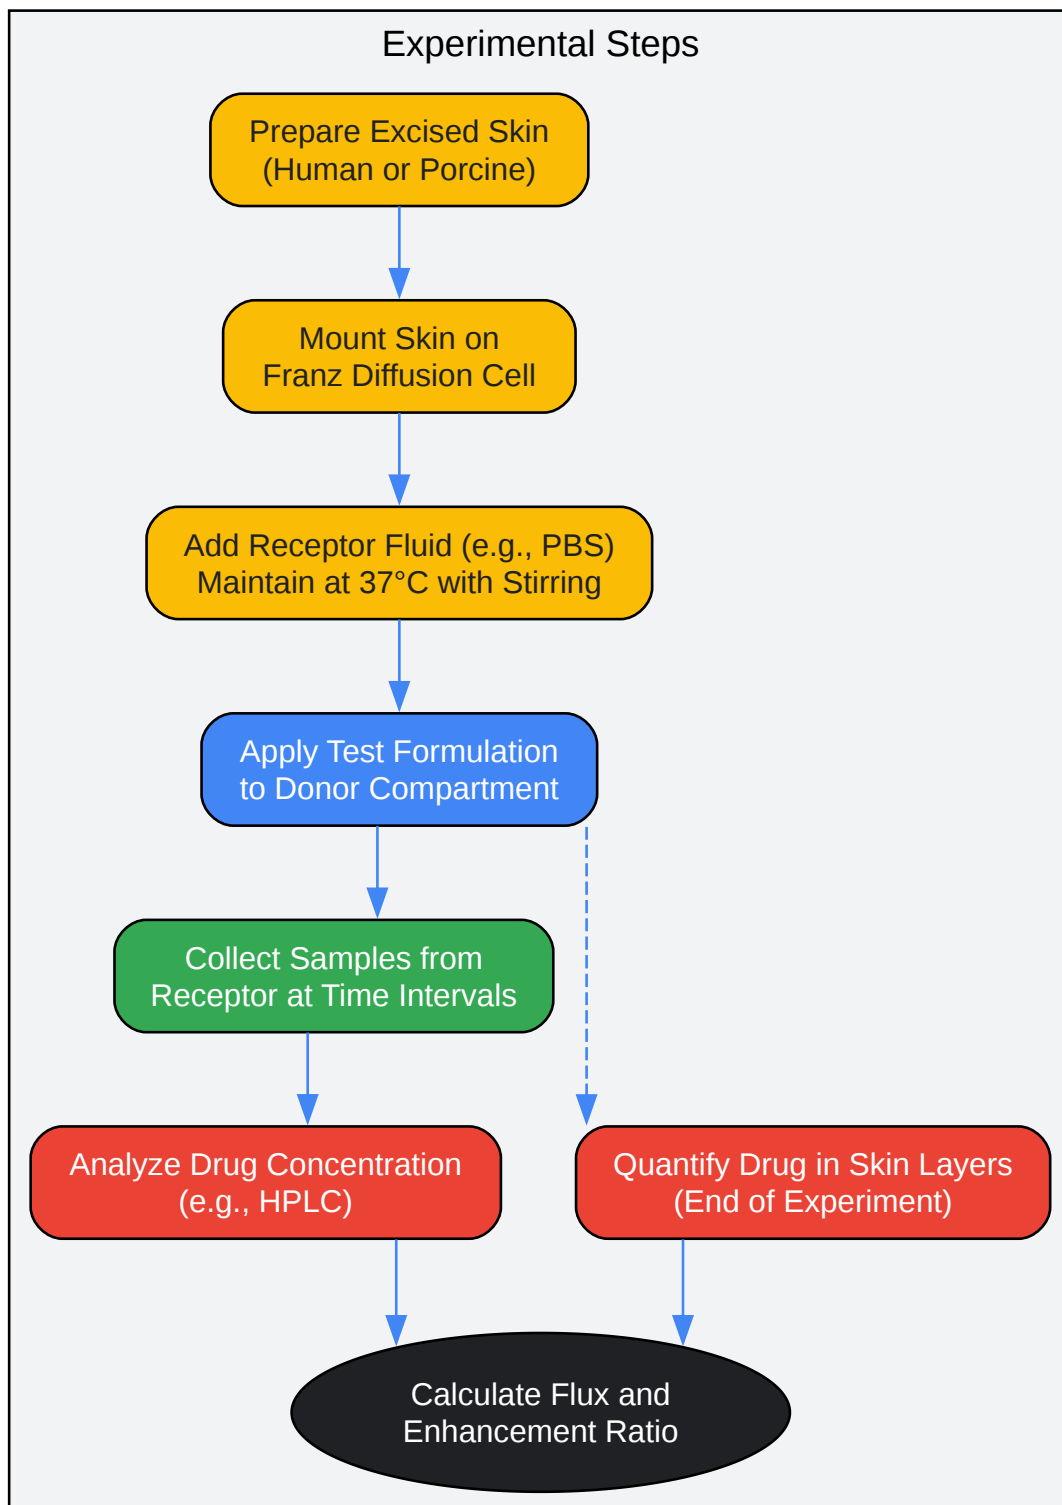 Experimental Steps
Prepare Excised Skin
(Human or Porcine)
Mount Skin on
Franz Diffusion Cell
Add Receptor Fluid (e.g., PBS)
Maintain at 37°C with Stirring
Apply Test Formulation
to Donor Compartment
Collect Samples from
Receptor at Time Intervals
Analyze Drug Concentration
(e.g., HPLC)
Quantify Drug in Skin Layers
(End of Experiment)
Calculate Flux and
Enhancement Ratio